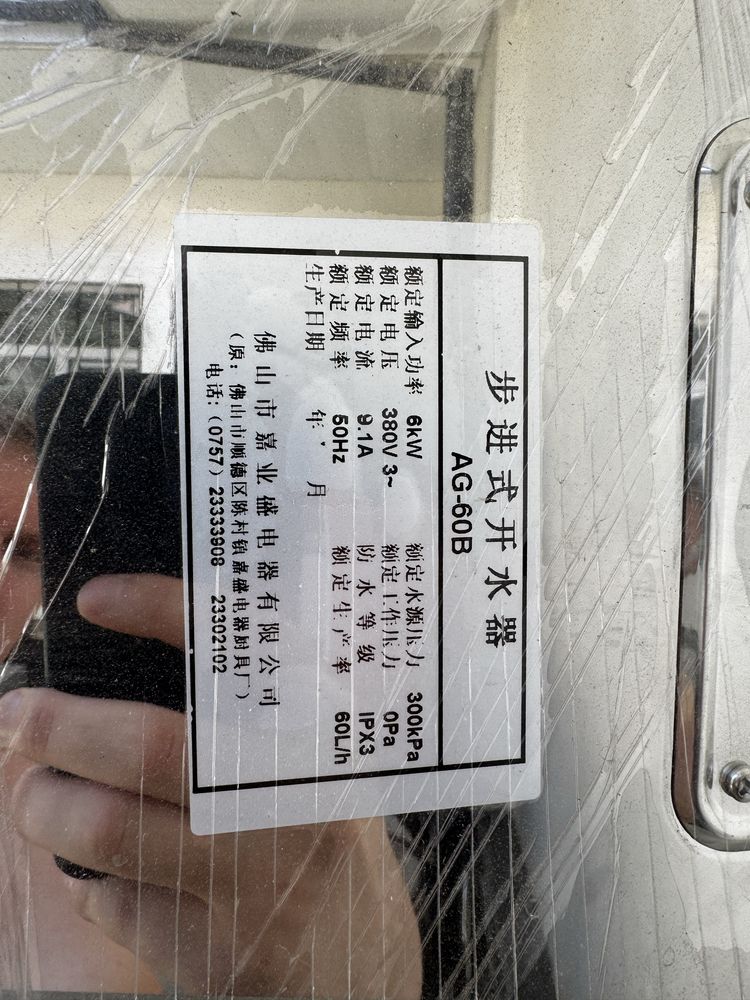 步进式开水器
AG-60B
额定输入功率 6kW 额定水源压力 300kPa
额定电压 380V 3~ 额定工作压力 0Pa
额定电流 9.1A 防水等级 IPX3
额定频率 50Hz 额定生产率 60L/h
生产日期 年 月
佛山市嘉业盛电器有限公司
(原:佛山市顺德区陈村镇嘉盛电器厨具厂)
电话:(0757) 23333908 23302102